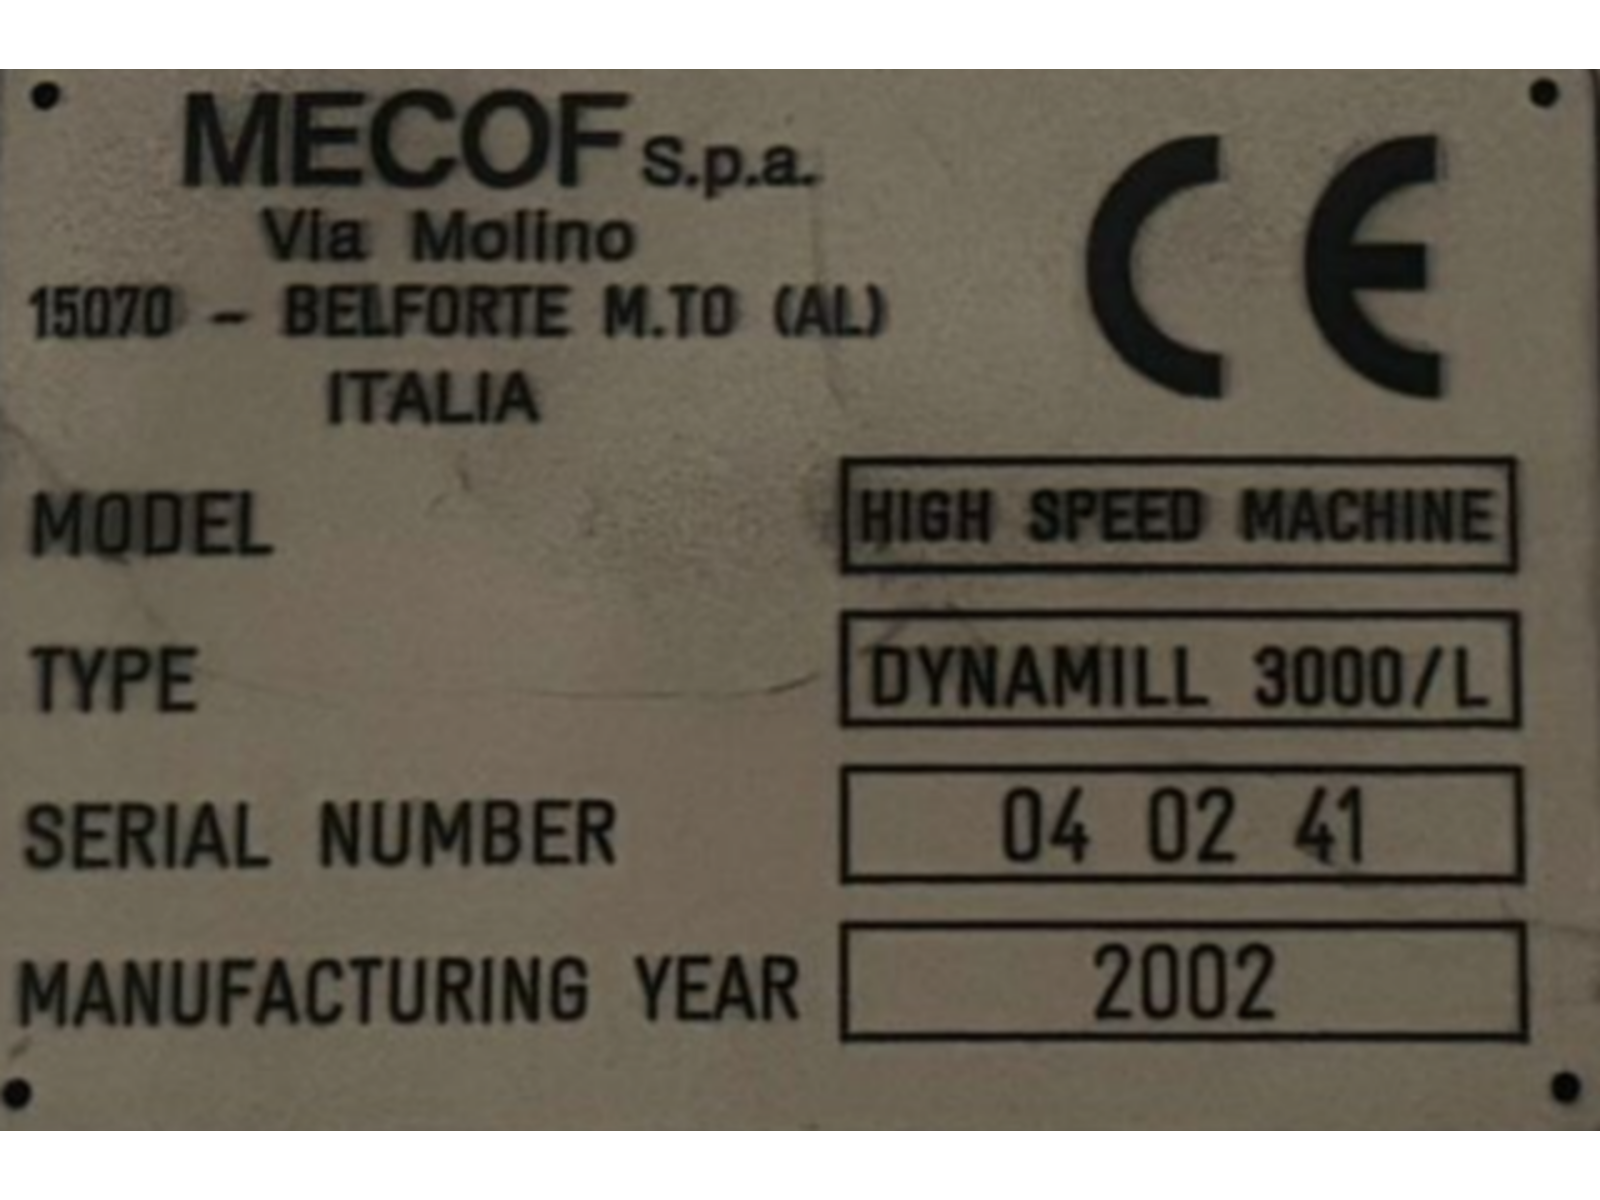 MECOF S.p.a.
Via Molino
15070 - BELFORTE M.TO (AL)
ITALIA
CE
MODEL HIGH SPEED MACHINE
TYPE DYNAMILL 3000/L
SERIAL NUMBER 04 02 41
MANUFACTURING YEAR 2002